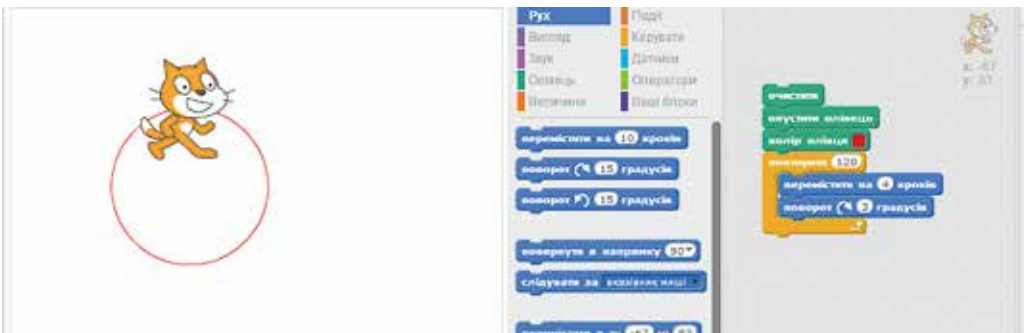 Рух
Події
Вигляд
Керувати
Звук
Датчики
Олівець
Оператори
Величини
Ваші блоки
перемістити на 10 кроків
поворот 15 градусів
поворот 15 градусів
повернути в напрямку 90
слідувати за вказівник миші
очистити
опустити олівець
колір олівця
повторити 120
перемістити на 4 кроків
поворот 3 градусів